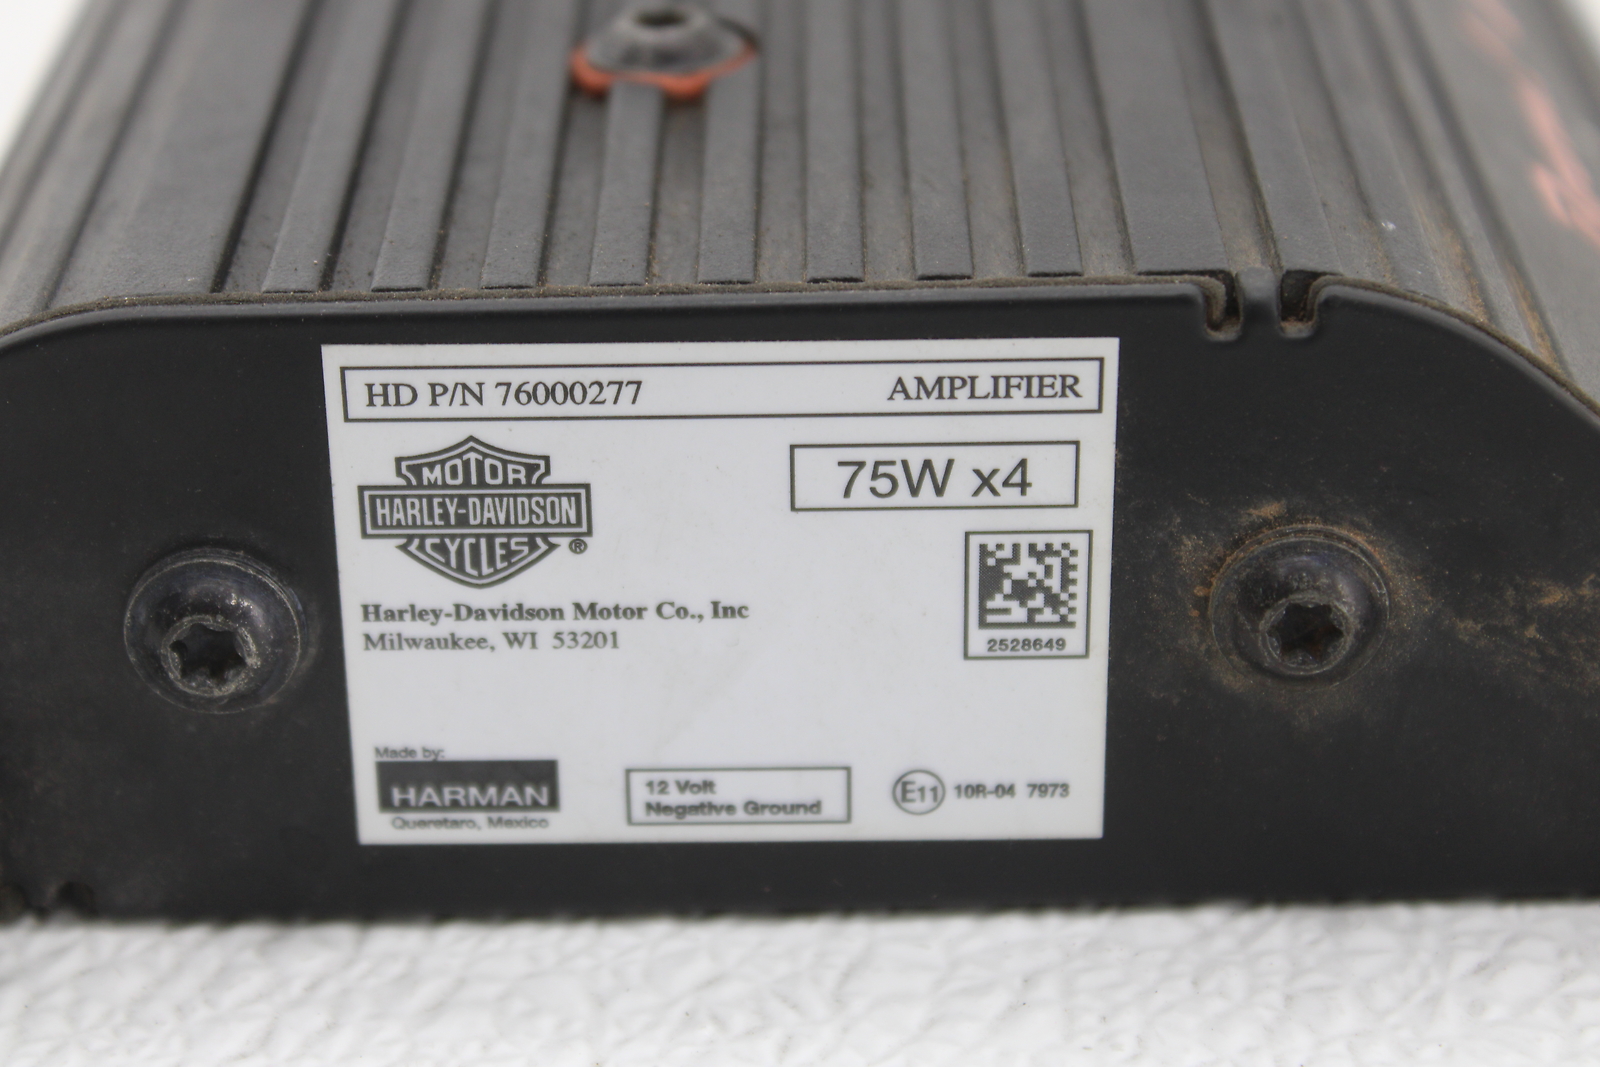 HD P/N 76000277 AMPLIFIER
MOTOR
HARLEY-DAVIDSON
CYCLES ®
75W x4
2528649
Harley-Davidson Motor Co., Inc
Milwaukee, WI 53201
Made by:
HARMAN
Queretaro, Mexico
12 Volt
Negative Ground
E11 10R-04 7973